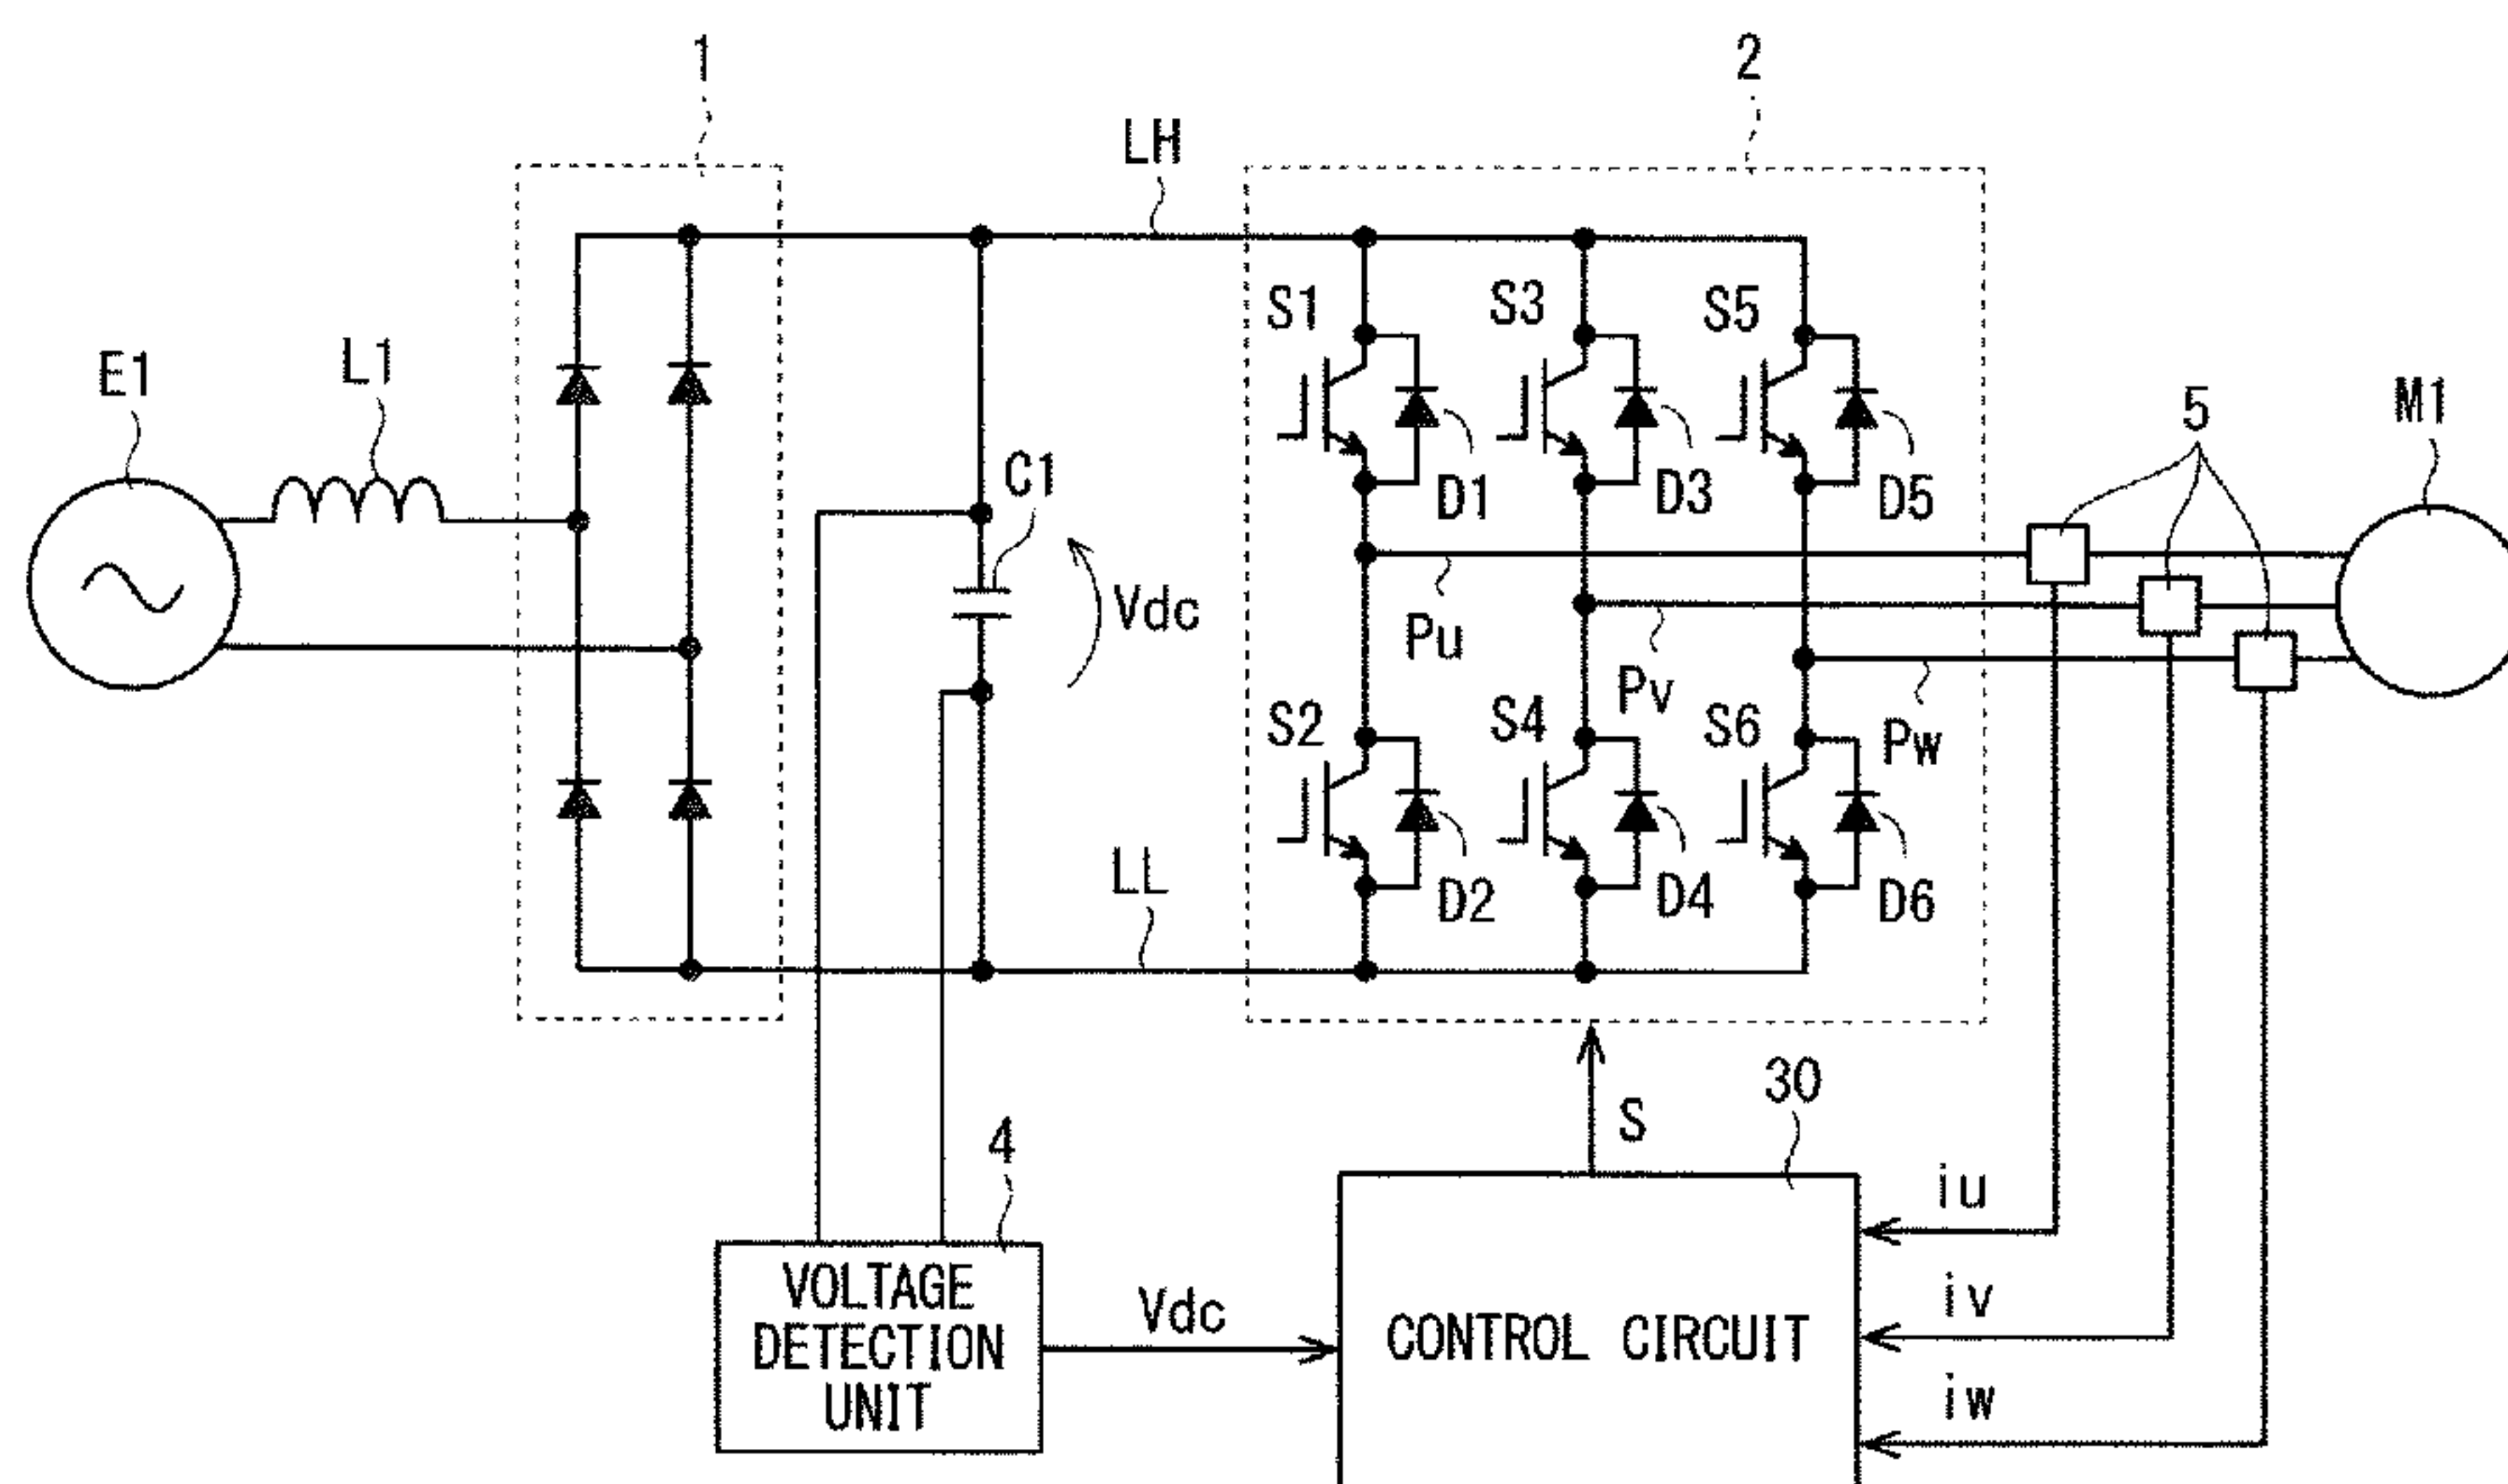 1
2
LH
E1
L1
S1
S3
S5
M1
5
C1
D1
D3
D5
Vdc
Pu
Pv
Pw
S2
S4
S6
LL
D2
D4
D6
4
S
30
iu
VOLTAGE
DETECTION
UNIT
Vdc
CONTROL CIRCUIT
iv
iw